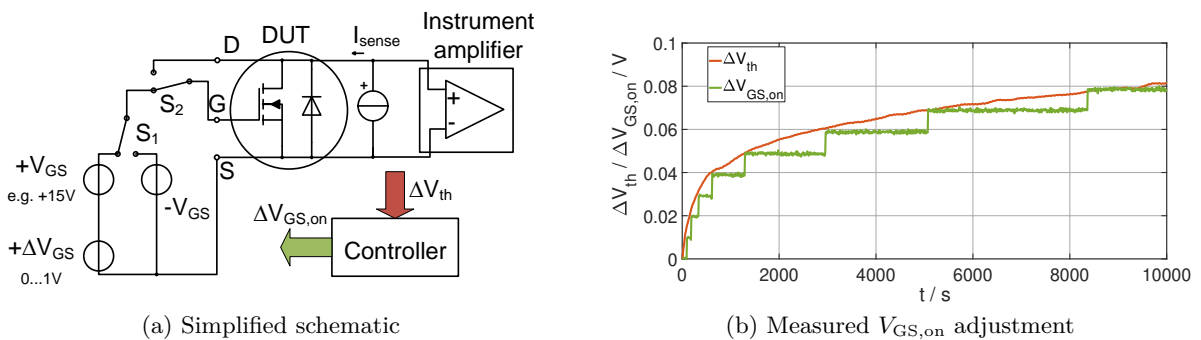 D
DUT
I_sense
Instrument
amplifier
S_2
G
+
+
-
S_1
S
+V_GS
e.g. +15V
-V_GS
ΔV_th
ΔV_GS,on
Controller
+ΔV_GS
0...1V
(a) Simplified schematic
ΔV_th / ΔV_GS,on / V
0.1
0.08
0.06
0.04
0.02
0
ΔV_th
ΔV_GS,on
0
2000
4000
6000
8000
10000
t / s
(b) Measured V_GS,on adjustment